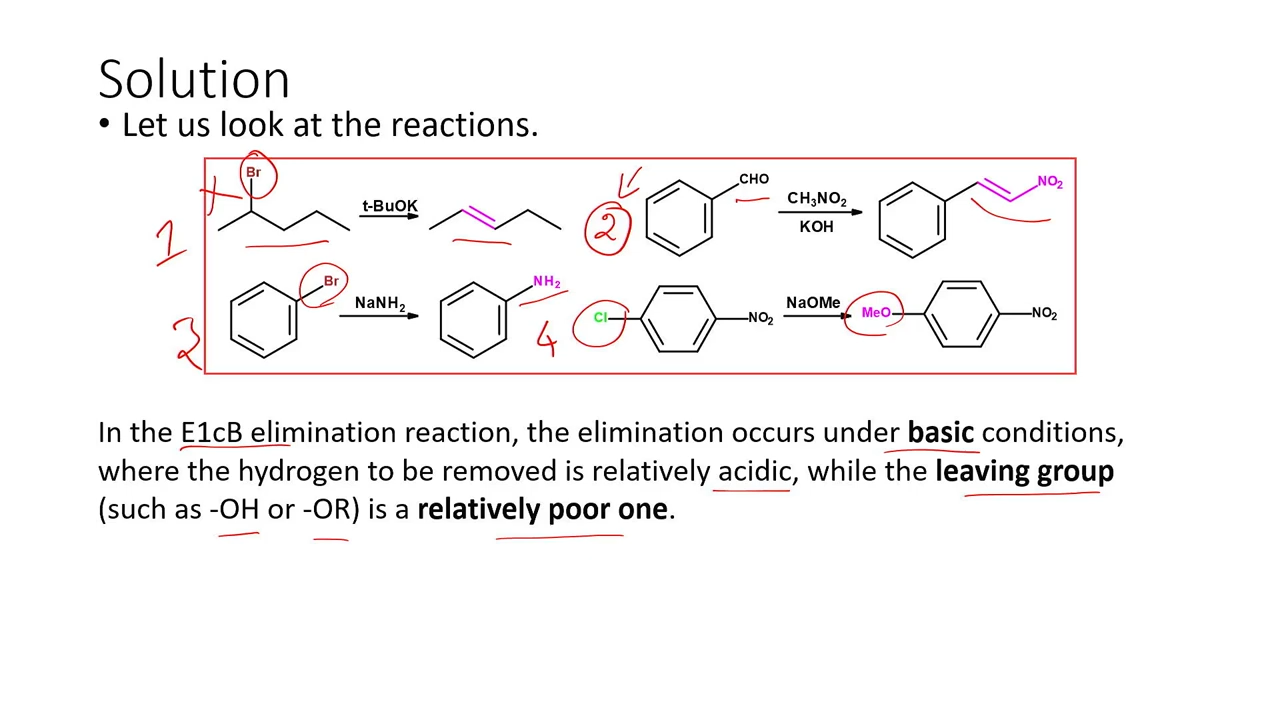 Solution
• Let us look at the reactions.
Br
t-BuOK
1
2
CHO
CH3NO2
KOH
NO2
3
Br
NaNH2
NH2
4
Cl
NO2
NaOMe
MeO
NO2
In the E1cB elimination reaction, the elimination occurs under basic conditions,
where the hydrogen to be removed is relatively acidic, while the leaving group
(such as -OH or -OR) is a relatively poor one.